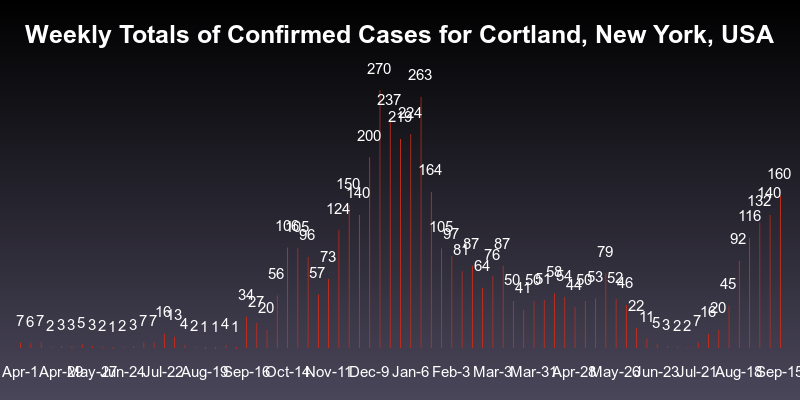 Weekly Totals of Confirmed Cases for Cortland, New York, USA
7 6 7 2 3 3 5 3 2 1 2 3 7 7 16 13 4 2 1 1 4 1 34 27 20 56 106 105 96 57 73 124 150 140 200 270 237 219 224 263 164 105 97 81 87 64 76 87 50 41 50 51 58 54 44 50 53 79 52 46 22 11 5 3 2 2 7 16 20 45 92 116 132 140 160
Apr-1 Apr-29 May-27 Jun-24 Jul-22 Aug-19 Sep-16 Oct-14 Nov-11 Dec-9 Jan-6 Feb-3 Mar-3 Mar-31 Apr-28 May-26 Jun-23 Jul-21 Aug-18 Sep-15